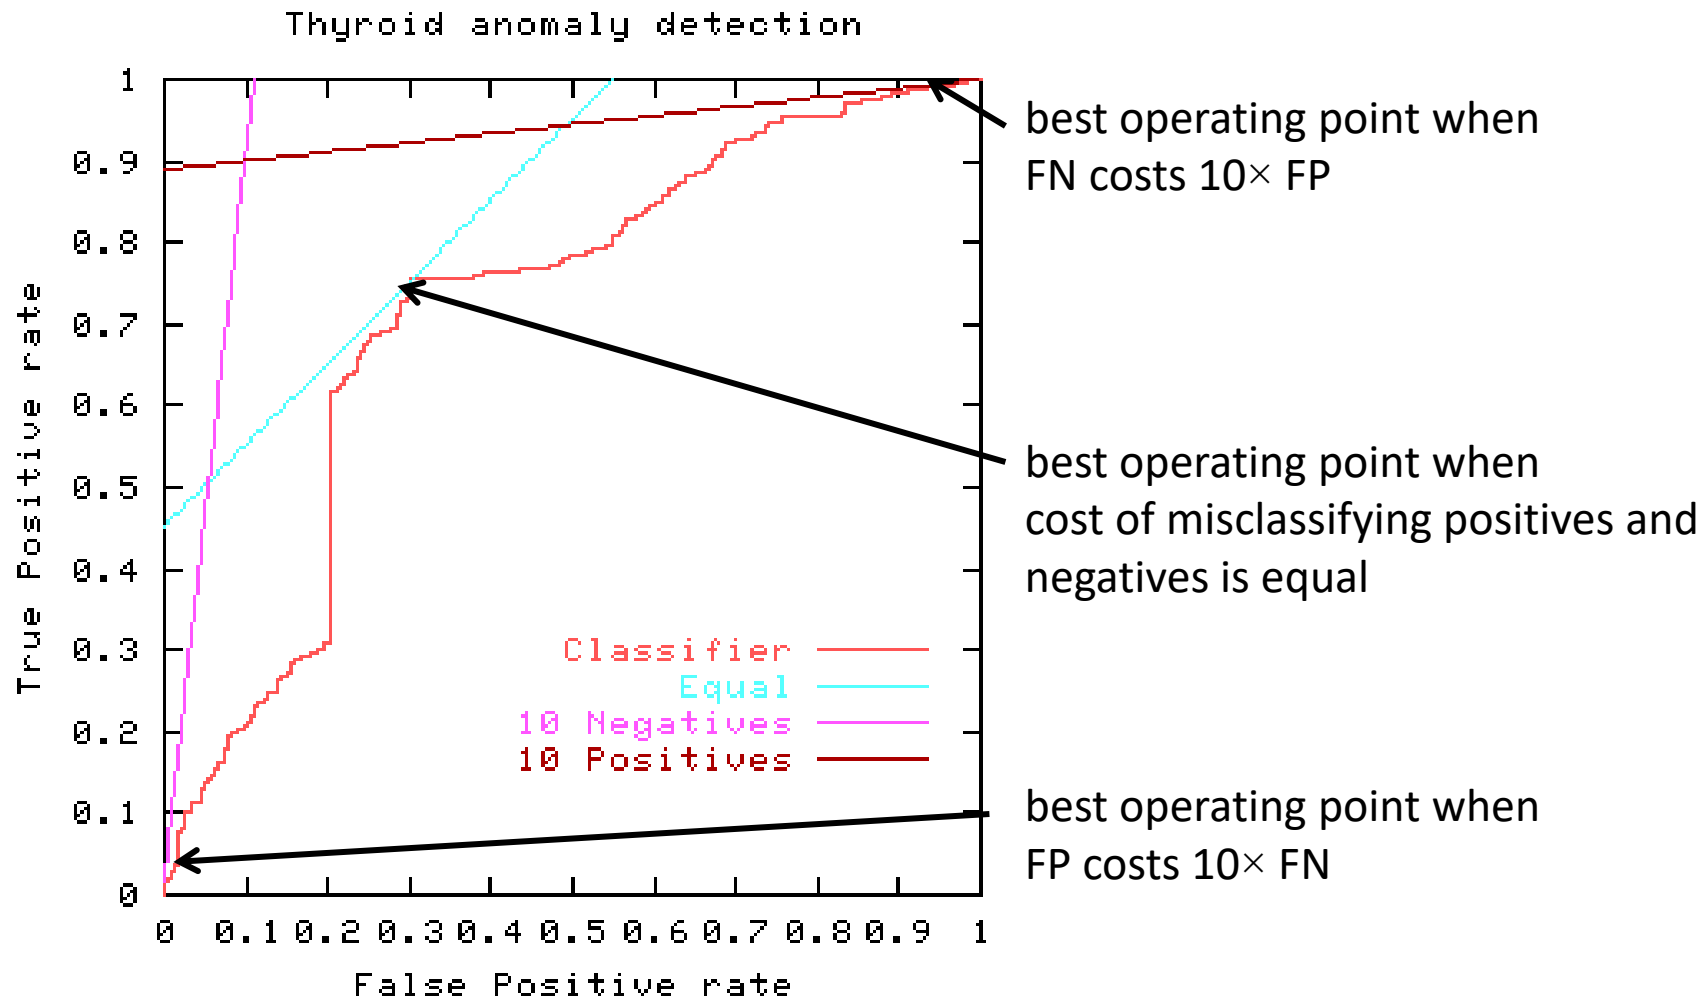 Thyroid anomaly detection
1
0.9
0.8
0.7
0.6
0.5
0.4
0.3
0.2
0.1
0
True Positive rate
Classifier
Equal
10 Negatives
10 Positives
0 0.1 0.2 0.3 0.4 0.5 0.6 0.7 0.8 0.9 1
False Positive rate
best operating point when
FN costs 10× FP
best operating point when
cost of misclassifying positives and
negatives is equal
best operating point when
FP costs 10× FN